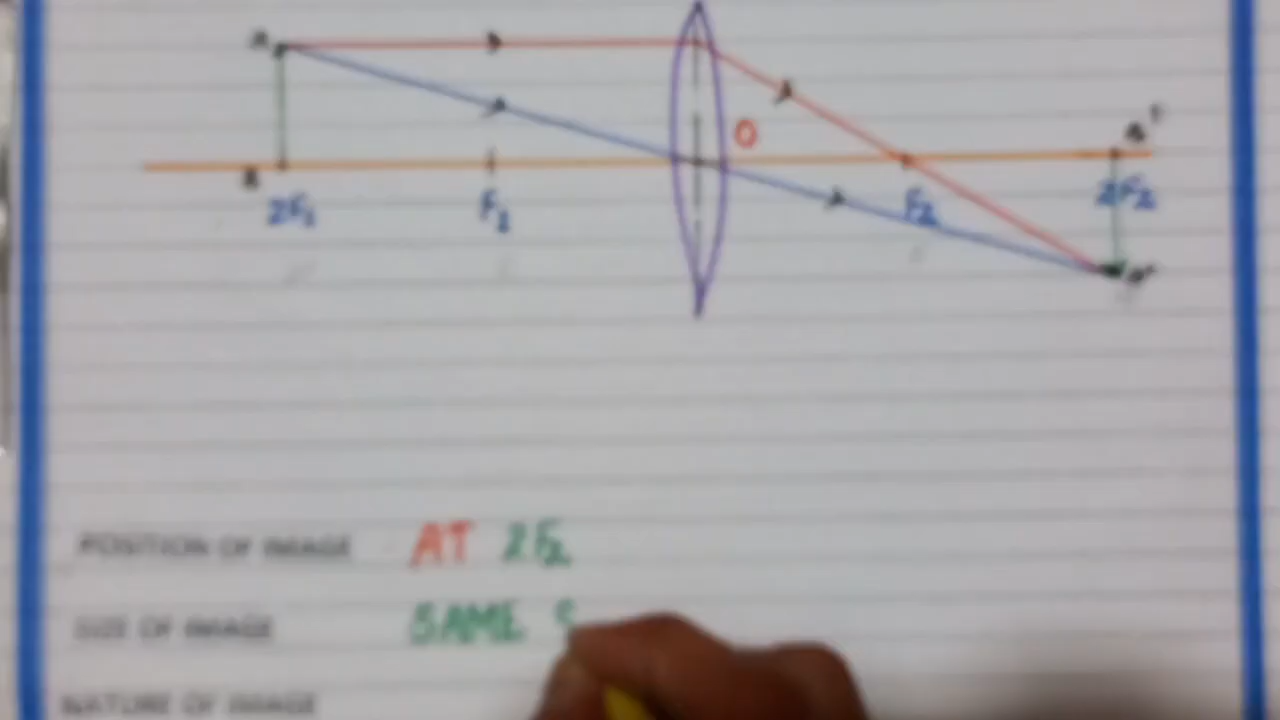 A
O
A'
B
2F1
F1
F2
2F2
POSITION OF IMAGE AT 2F2
SIZE OF IMAGE SAME S
NATURE OF IMAGE